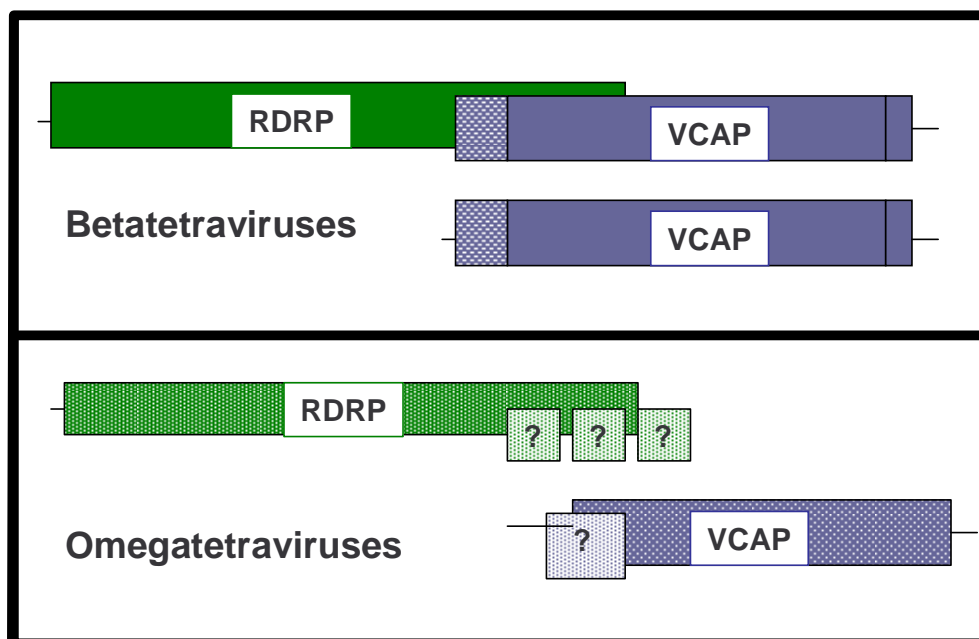 RDRP
VCAP
Betatetraviruses
VCAP
RDRP
? ? ?
Omegatetraviruses
?
VCAP